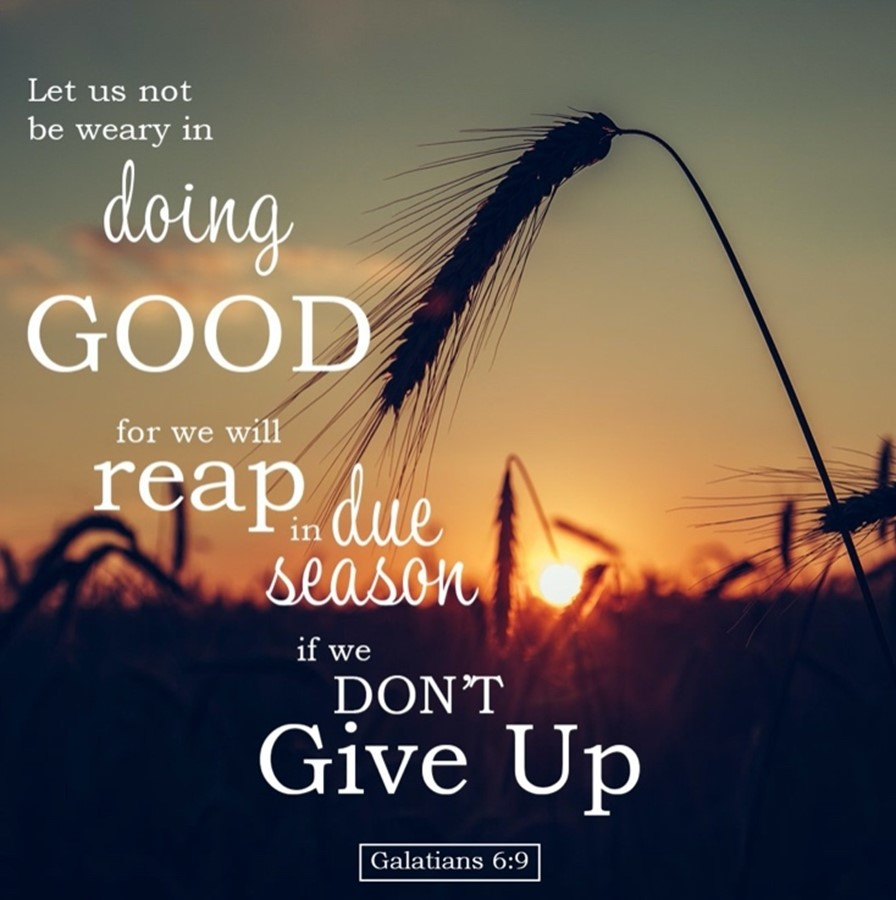 Let us not
be weary in
doing
GOOD
for we will
reap
in due
season
if we
DON'T
Give Up
Galatians 6:9